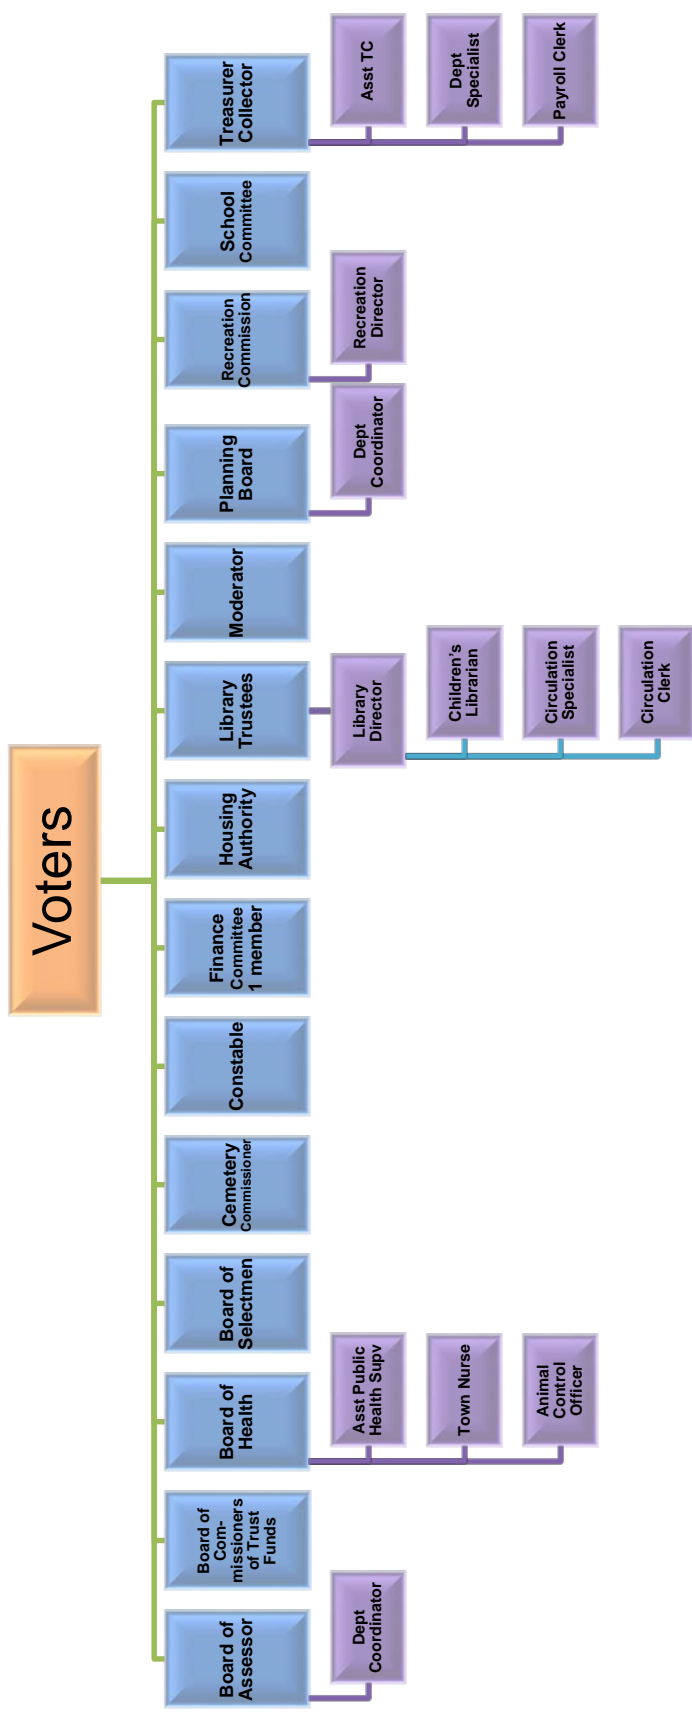 Voters
Board of
Assessor
Board of
Com-
missioners
of Trust
Funds
Board of
Health
Board of
Selectmen
Cemetery
Commissioner
Constable
Finance
Committee
1 member
Housing
Authority
Library
Trustees
Moderator
Planning
Board
Recreation
Commission
School
Committee
Treasurer
Collector
Dept
Coordinator
Asst Public
Health Supv
Town Nurse
Animal
Control
Officer
Library
Director
Children's
Librarian
Circulation
Specialist
Circulation
Clerk
Dept
Coordinator
Recreation
Director
Asst TC
Dept
Specialist
Payroll Clerk